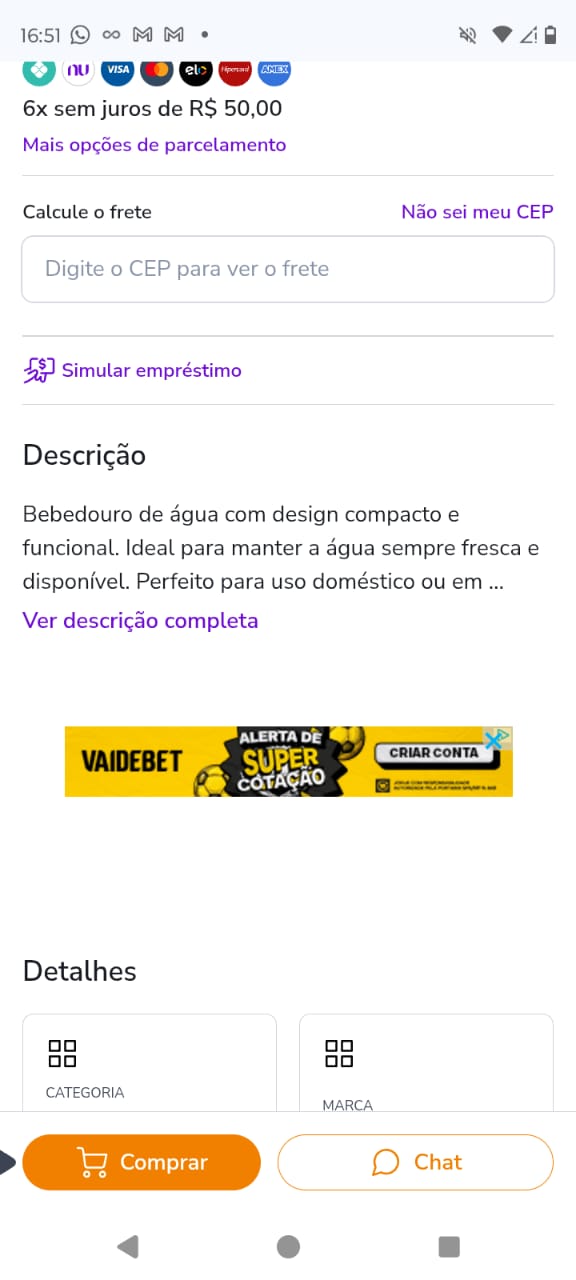 16:51
nu VISA elo Hipercard AMEX
6x sem juros de R$ 50,00
Mais opções de parcelamento
Calcule o frete
Não sei meu CEP
Digite o CEP para ver o frete
Simular empréstimo
Descrição
Bebedouro de água com design compacto e
funcional. Ideal para manter a água sempre fresca e
disponível. Perfeito para uso doméstico ou em ...
Ver descrição completa
VAIDEBET
ALERTA DE
SUPER
COTAÇÃO
CRIAR CONTA
Detalhes
CATEGORIA
MARCA
Comprar
Chat